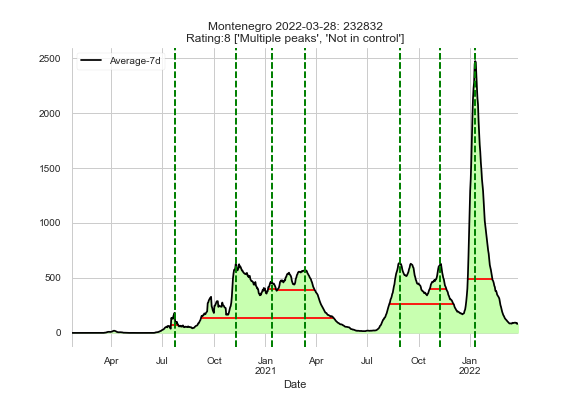 Montenegro 2022-03-28: 232832
Rating:8 ['Multiple peaks', 'Not in control']
Average-7d
2500
2000
1500
1000
500
0
Apr Jul Oct Jan Apr Jul Oct Jan
2021 2022
Date